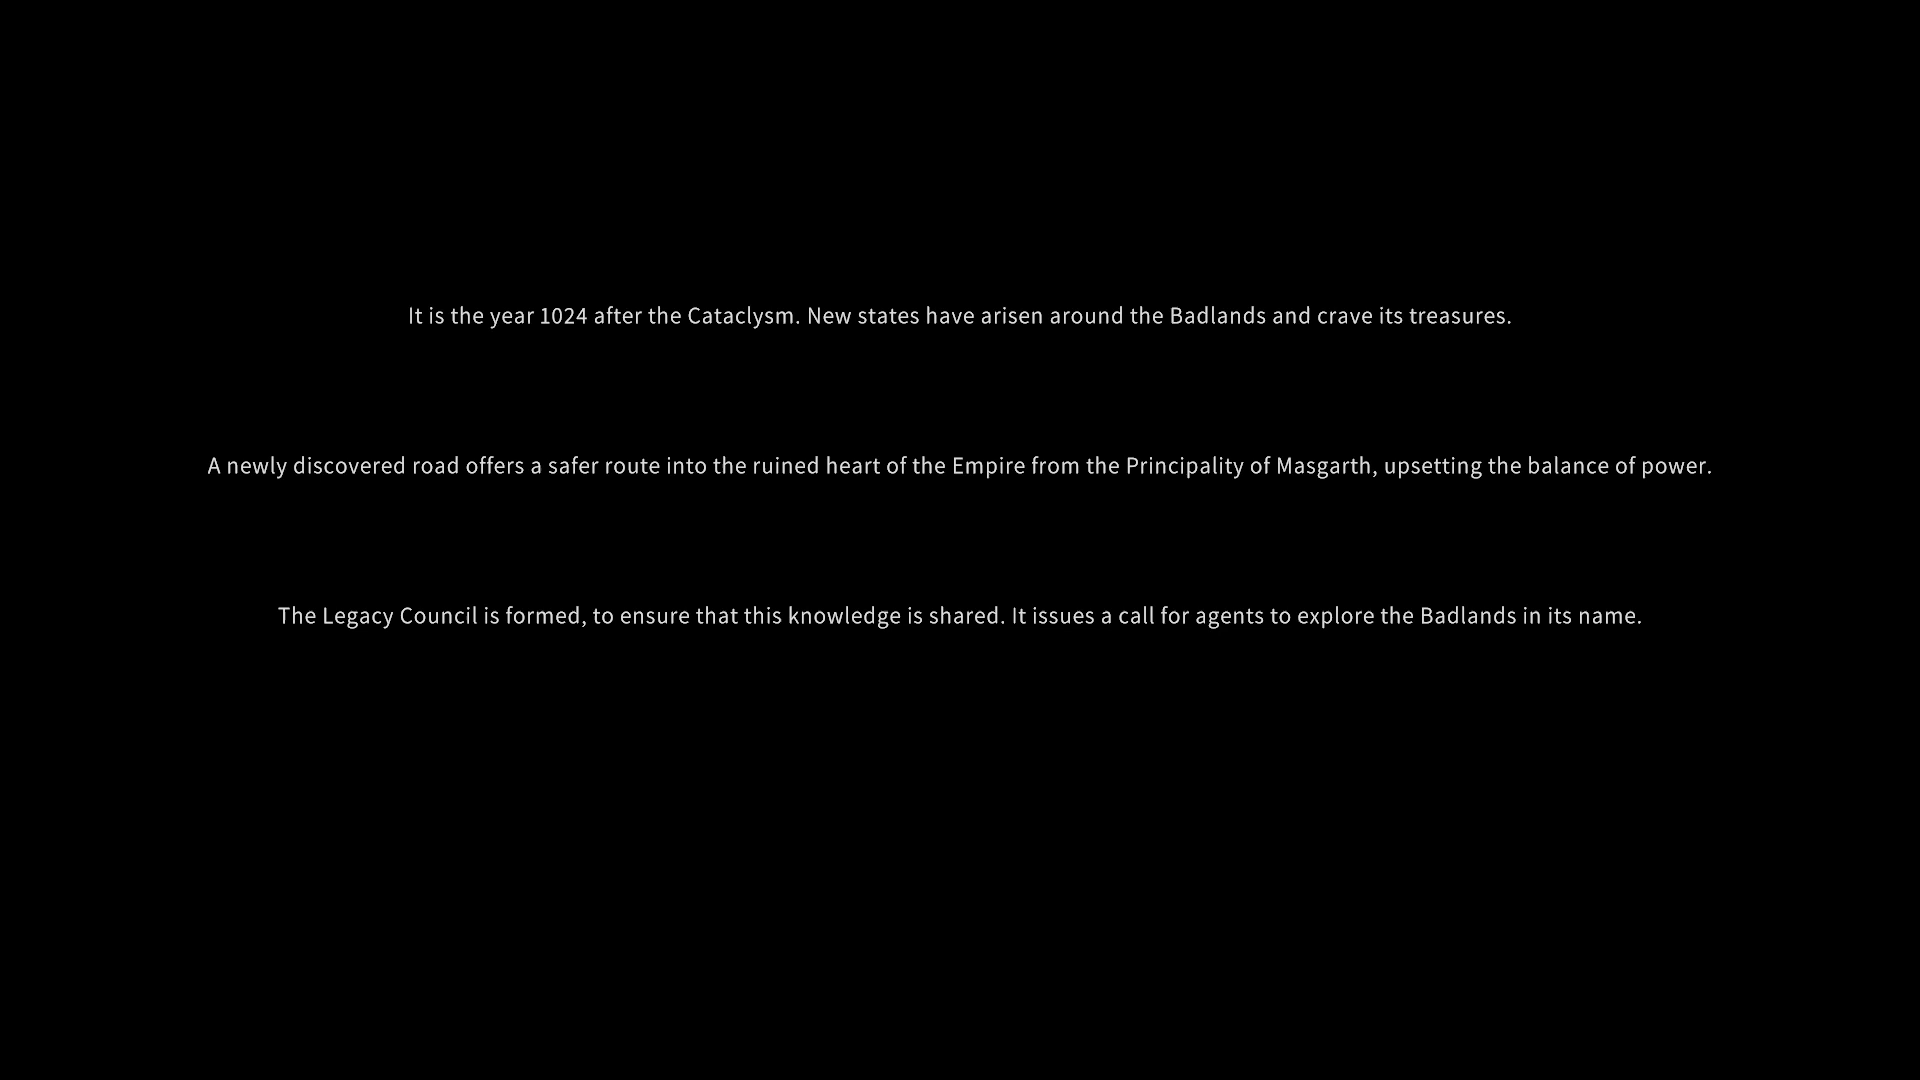 It is the year 1024 after the Cataclysm. New states have arisen around the Badlands and crave its treasures.
A newly discovered road offers a safer route into the ruined heart of the Empire from the Principality of Masgarth, upsetting the balance of power.
The Legacy Council is formed, to ensure that this knowledge is shared. It issues a call for agents to explore the Badlands in its name.